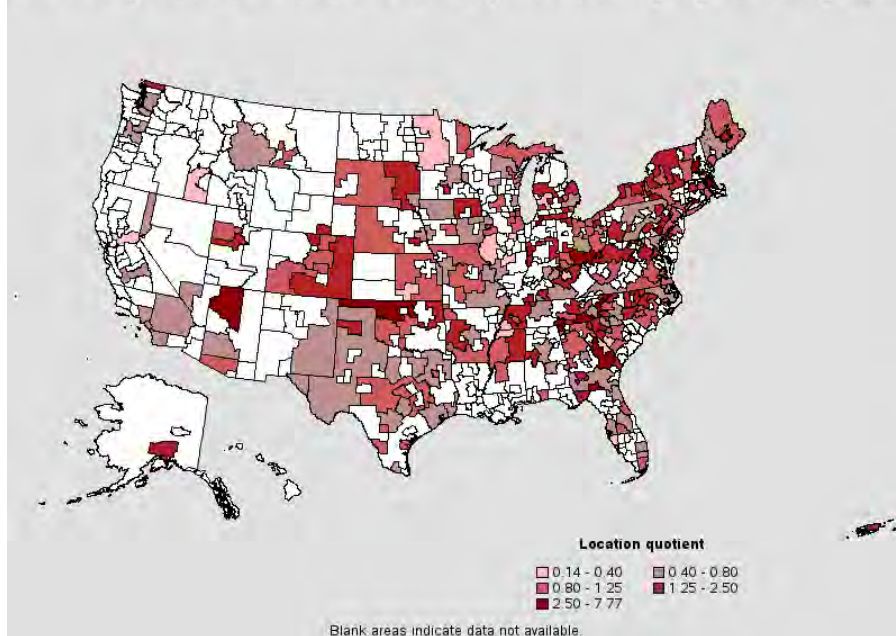 Location quotient
0.14 - 0.40 0.40 - 0.80
0.80 - 1.25 1.25 - 2.50
2.50 - 7.77
Blank areas indicate data not available.